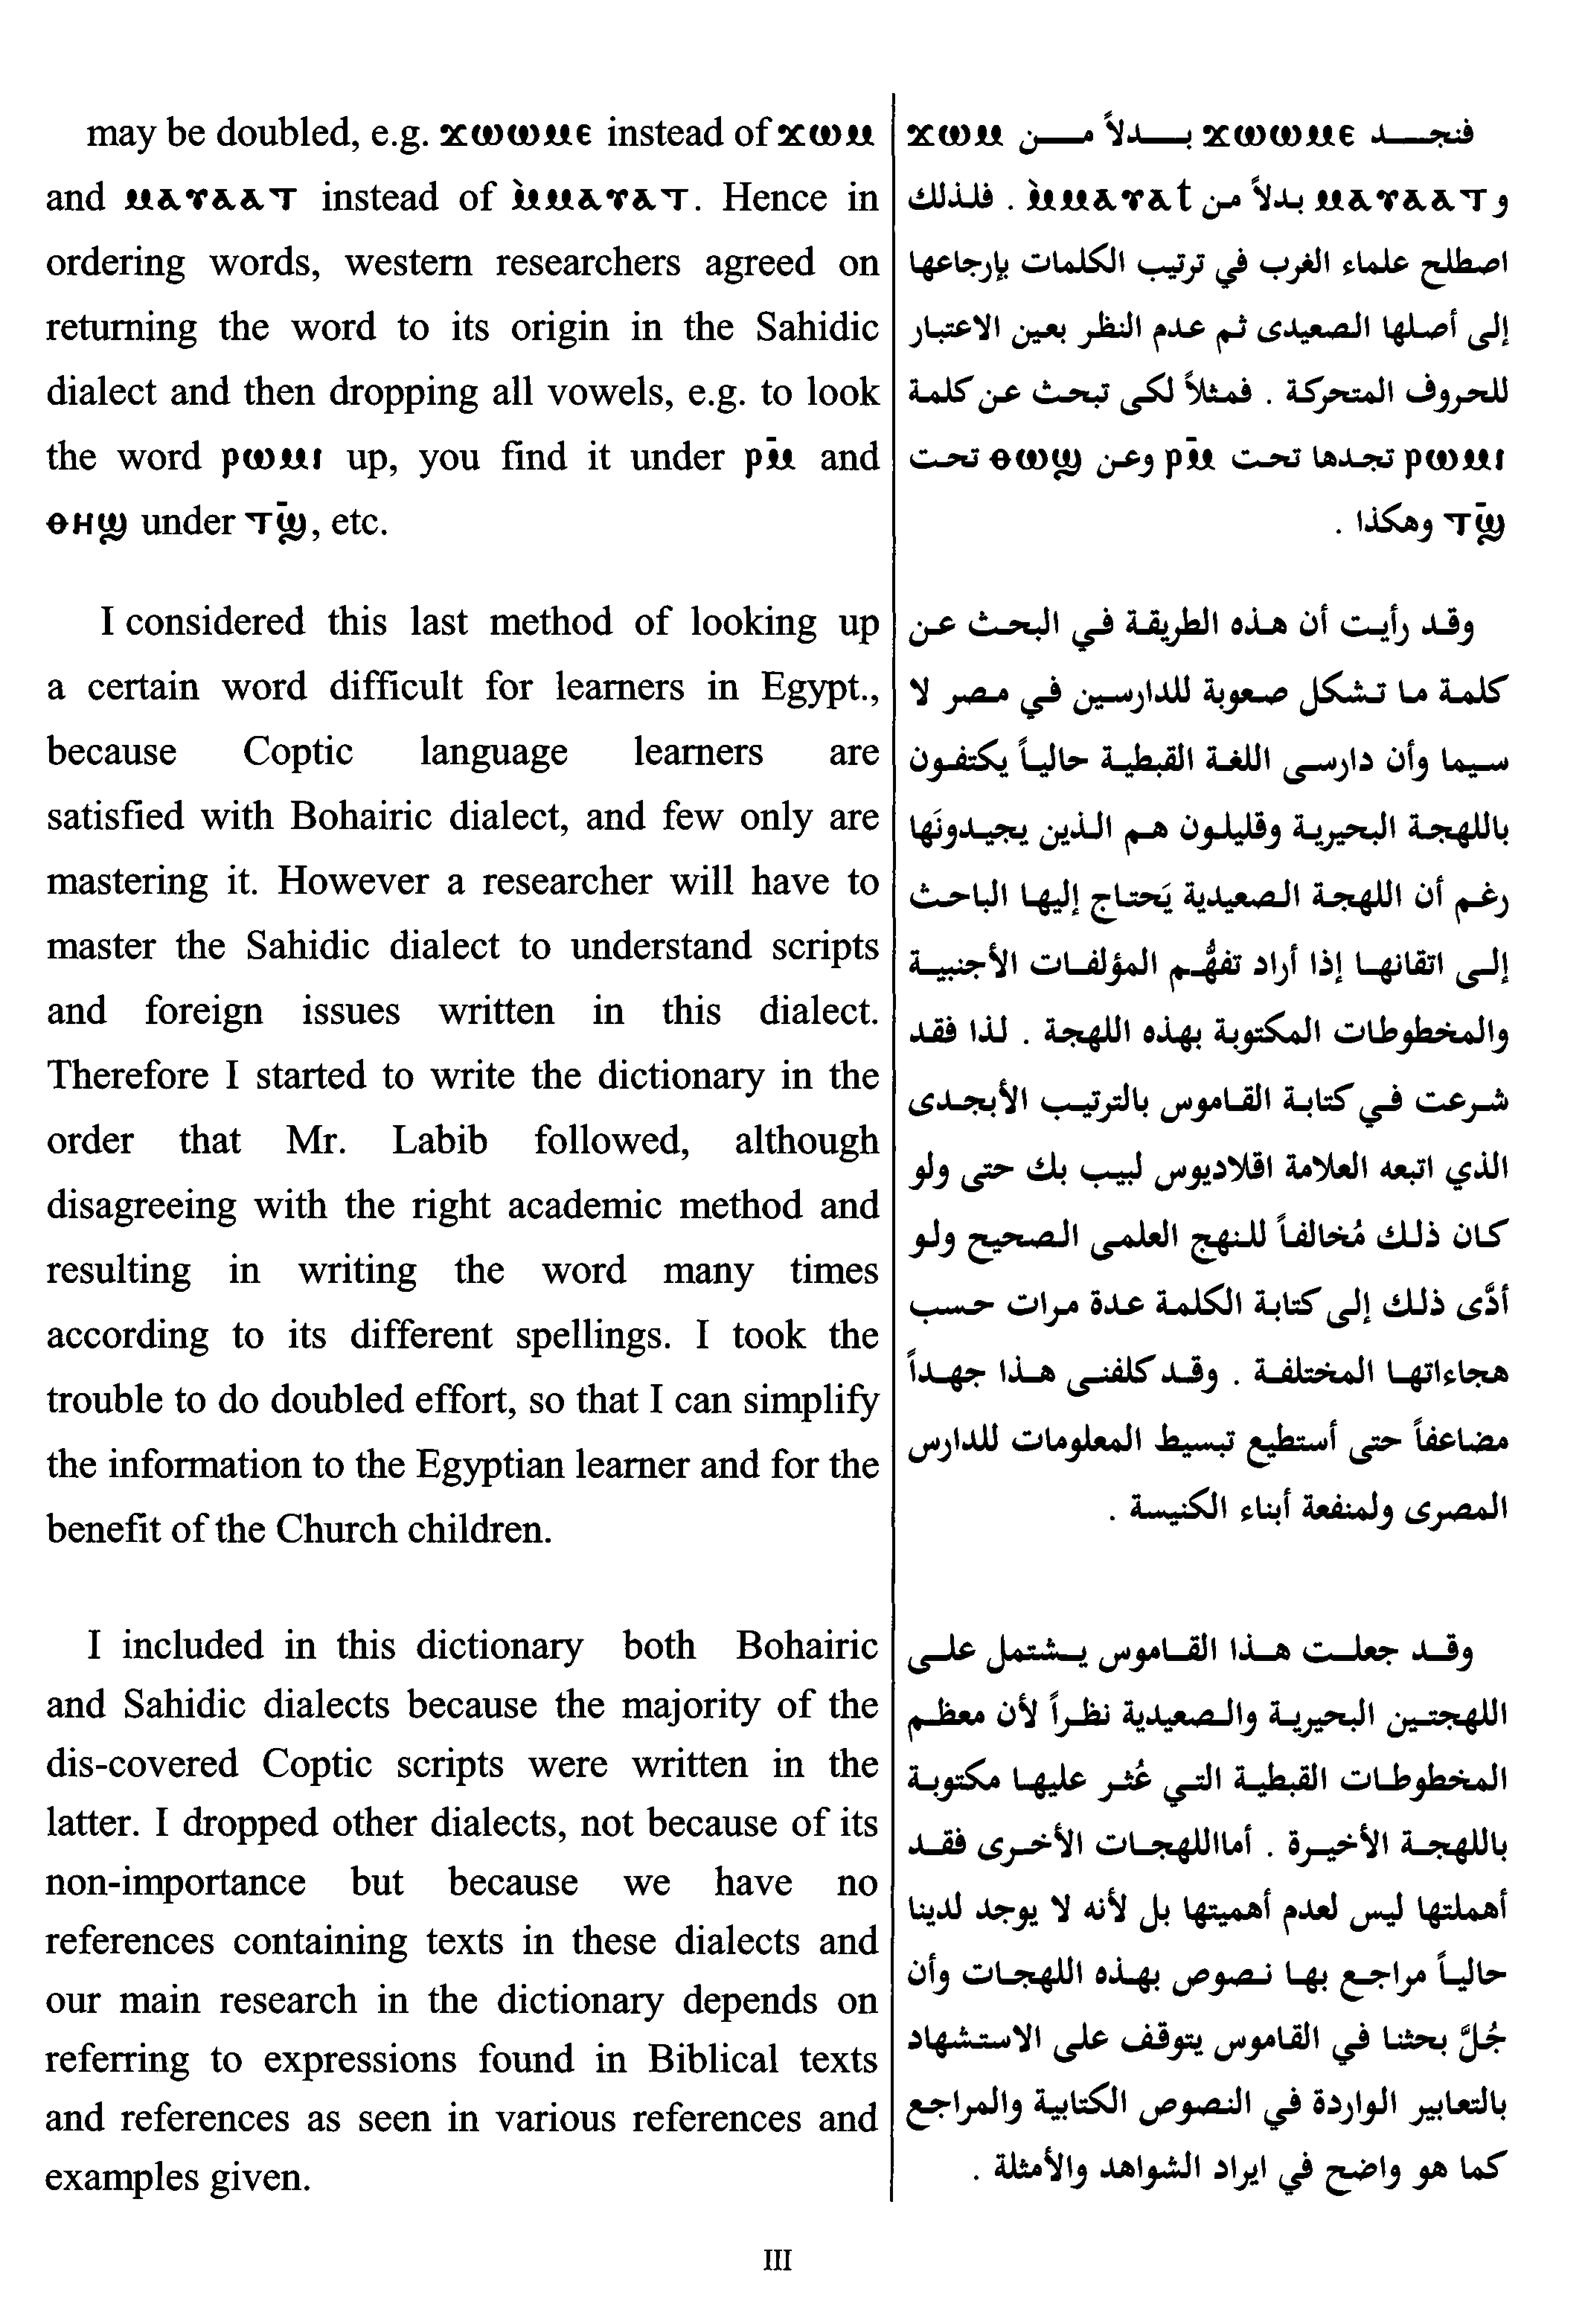 may be doubled, e.g. ϫⲱⲱⲙⲉ instead of ϫⲱⲙ
and ⲙⲁⲩⲁⲁⲧ instead of ⲙ̀ⲙⲁⲩⲁⲧ. Hence in
ordering words, western researchers agreed on
returning the word to its origin in the Sahidic
dialect and then dropping all vowels, e.g. to look
the word ⲣⲱⲙⲓ up, you find it under ⲣⲙ̄ and
ⲑⲏϣ under ⲧϣ̄, etc.
I considered this last method of looking up
a certain word difficult for learners in Egypt.,
because Coptic language learners are
satisfied with Bohairic dialect, and few only are
mastering it. However a researcher will have to
master the Sahidic dialect to understand scripts
and foreign issues written in this dialect.
Therefore I started to write the dictionary in the
order that Mr. Labib followed, although
disagreeing with the right academic method and
resulting in writing the word many times
according to its different spellings. I took the
trouble to do doubled effort, so that I can simplify
the information to the Egyptian learner and for the
benefit of the Church children.
I included in this dictionary both Bohairic
and Sahidic dialects because the majority of the
dis-covered Coptic scripts were written in the
latter. I dropped other dialects, not because of its
non-importance but because we have no
references containing texts in these dialects and
our main research in the dictionary depends on
referring to expressions found in Biblical texts
and references as seen in various references and
examples given.
فنجد ϫⲱⲱⲙⲉ بدلاً من ϫⲱⲙ
و ⲙⲁⲩⲁⲁⲧ بدلاً من ⲙ̀ⲙⲁⲩⲁt . فلذلك
اصطلح علماء الغرب في ترتيب الكلمات بإرجاعها
إلى أصلها الصعيدى ثم عدم النظر بعين الاعتبار
للحروف المتحركة . فمثلاً لكى تبحث عن كلمة
ⲣⲱⲙⲓ تجدها تحت ⲣⲙ̄ وعن ⲑⲱϣ تحت
ⲧϣ̄ وهكذا .
وقد رأيت أن هذه الطريقة في البحث عن
كلمة ما تشكل صعوبة للدارسين في مصر لا
سيما وأن دارسى اللغة القبطية حالياً يكتفون
باللهجة البحيرية وقليلون هم الذين يجيدونَها
رغم أن اللهجة الصعيدية يَحتاج إليها الباحث
إلى اتقانها إذا أراد تفهُّم المؤلفات الأجنبية
والمخطوطات المكتوبة بهذه اللهجة . لذا فقد
شرعت في كتابة القاموس بالترتيب الأبجدى
الذي اتبعه العلامة اقلاديوس لبيب بك حتى ولو
كان ذلك مُخالفاً للنهج العلمى الصحيح ولو
أدَّى ذلك إلى كتابة الكلمة عدة مرات حسب
هجاءاتها المختلفة . وقد كلفنى هذا جهداً
مضاعفاً حتى أستطيع تبسيط المعلومات للدارس
المصرى ولمنفعة أبناء الكنيسة .
وقد جعلت هذا القاموس يشتمل على
اللهجتين البحيرية والصعيدية نظراً لأن معظم
المخطوطات القبطية التي عُثر عليها مكتوبة
باللهجة الأخيرة . أمااللهجات الأخرى فقد
أهملتها ليس لعدم أهميتها بل لأنه لا يوجد لدينا
حالياً مراجع بها نصوص بهذه اللهجات وأن
جُلَّ بحثنا في القاموس يتوقف على الاستشهاد
بالتعابير الواردة في النصوص الكتابية والمراجع
كما هو واضح في ايراد الشواهد والأمثلة .
III